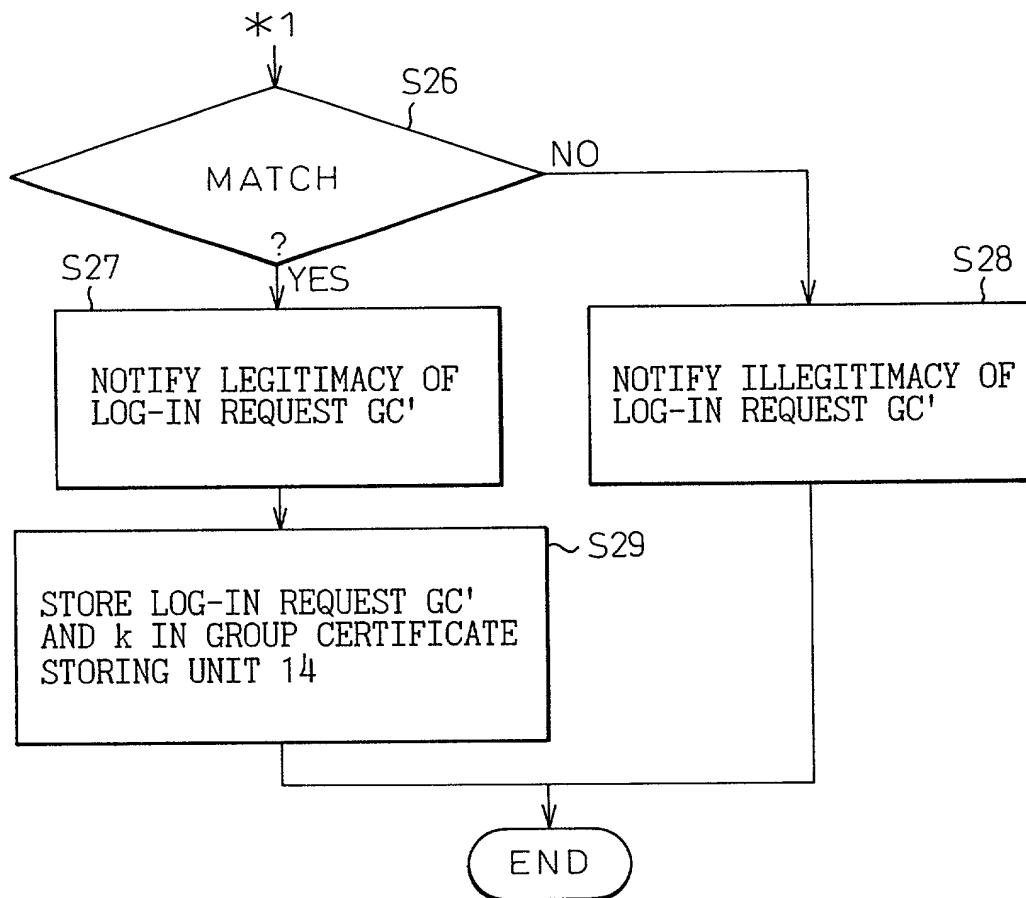 *1
S26
MATCH
?
NO
YES
S27
S28
NOTIFY LEGITIMACY OF
LOG-IN REQUEST GC'
NOTIFY ILLEGITIMACY OF
LOG-IN REQUEST GC'
S29
STORE LOG-IN REQUEST GC'
AND k IN GROUP CERTIFICATE
STORING UNIT 14
END